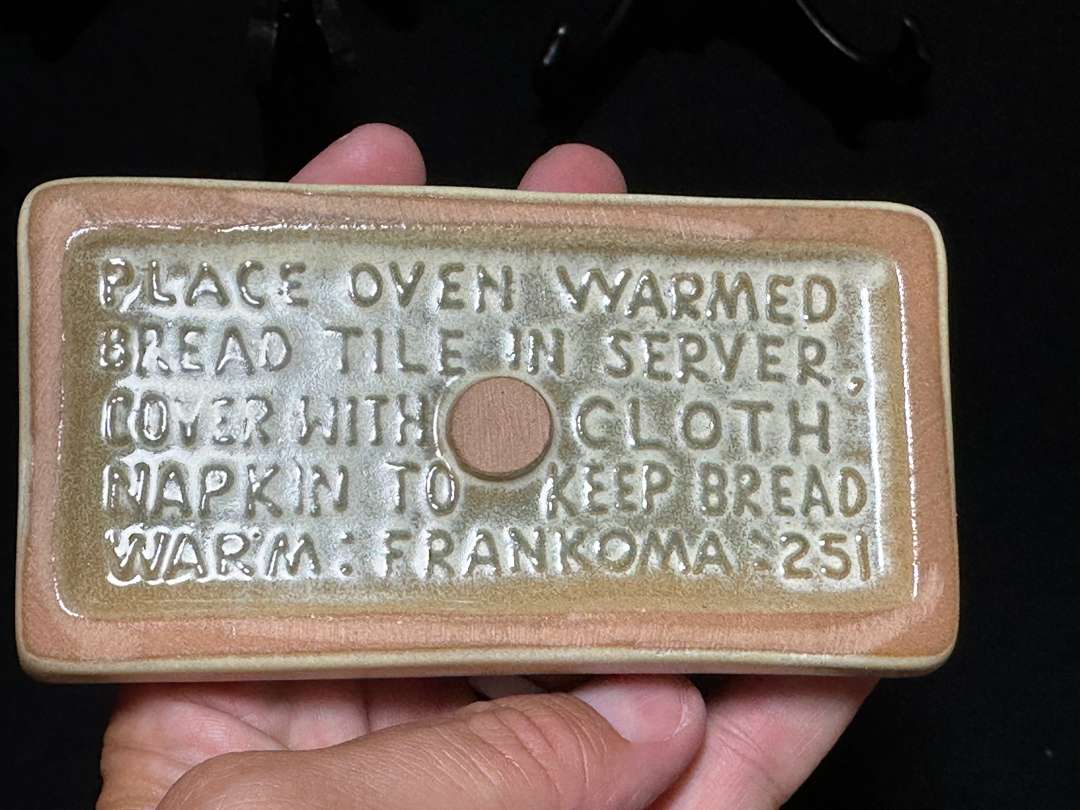 PLACE OVEN WARMED
BREAD TILE IN SERVER,
COVER WITH CLOTH
NAPKIN TO KEEP BREAD
WARM: FRANKOMA:251